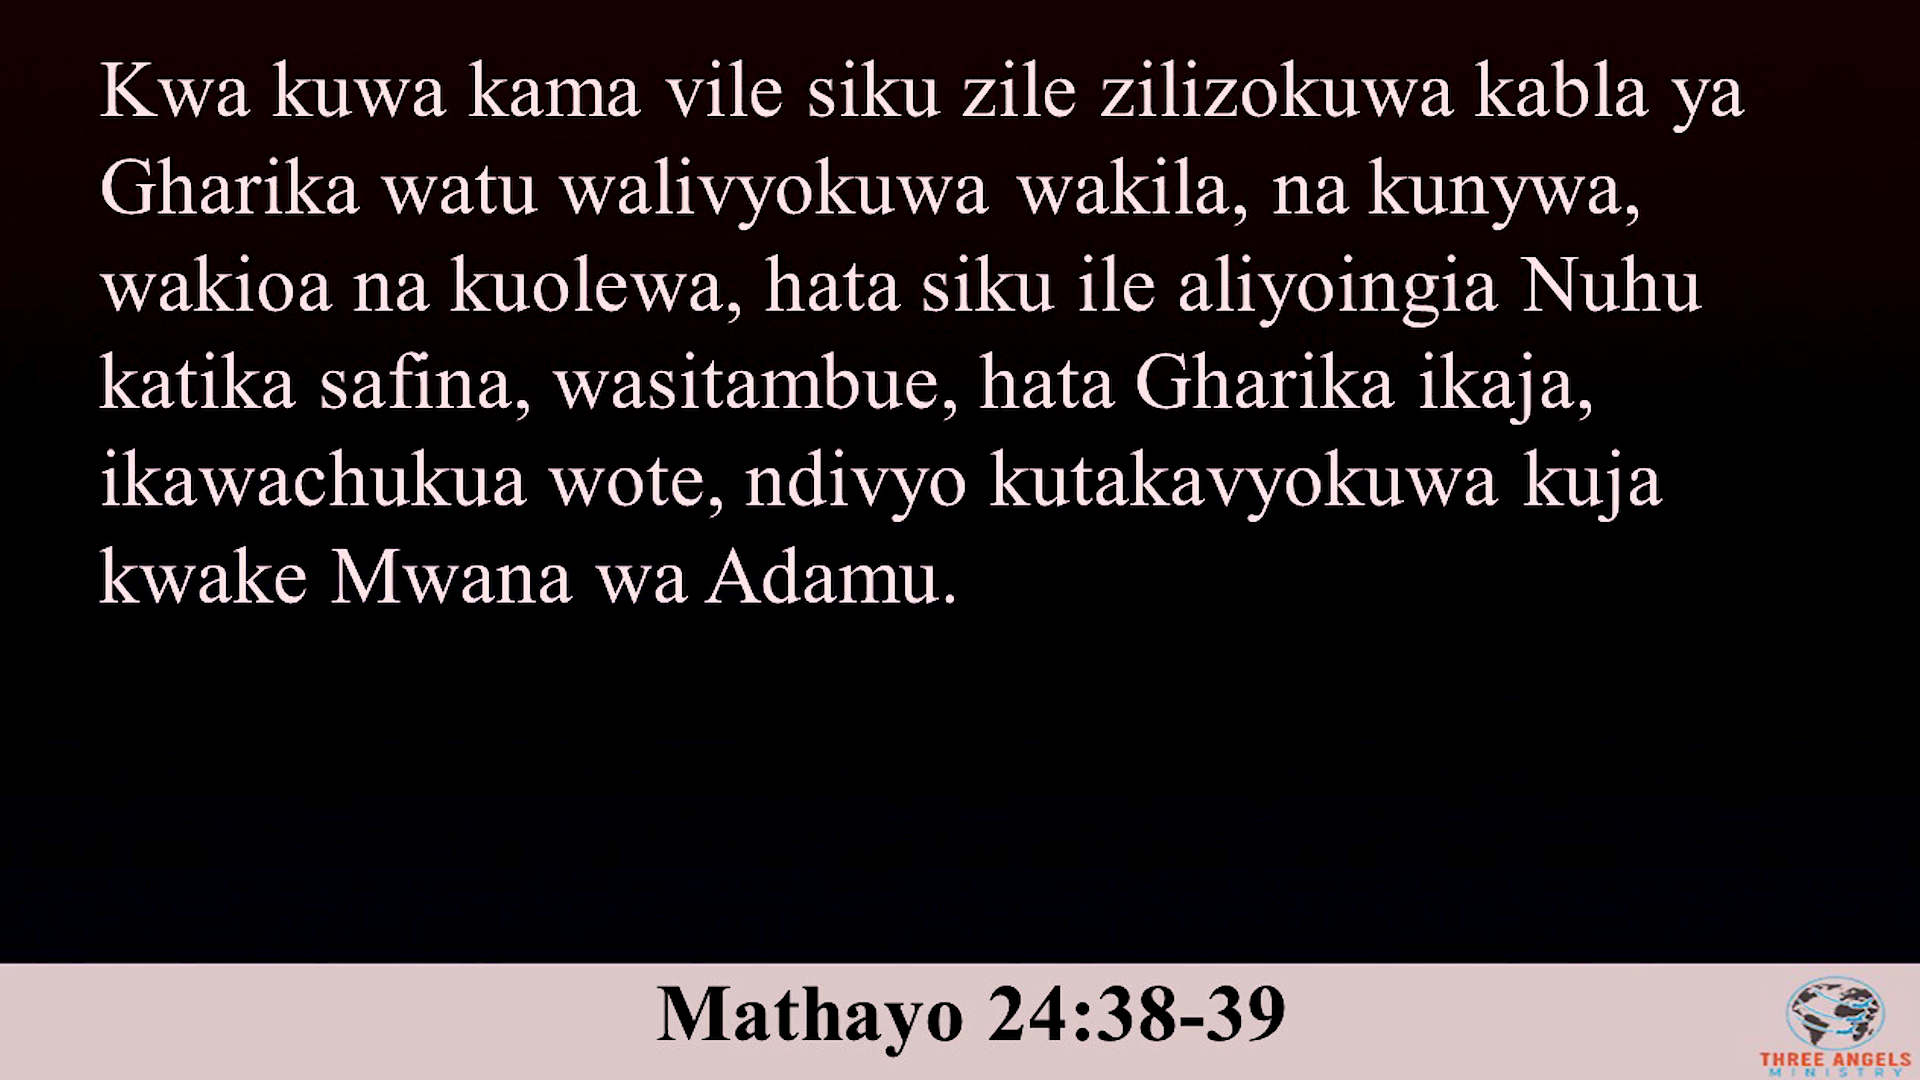 Kwa kuwa kama vile siku zile zilizokuwa kabla ya
Gharika watu walivyokuwa wakila, na kunywa,
wakioa na kuolewa, hata siku ile aliyoingia Nuhu
katika safina, wasitambue, hata Gharika ikaja,
ikawachukua wote, ndivyo kutakavyokuwa kuja
kwake Mwana wa Adamu.
Mathayo 24:38-39
THREE ANGELS
MINISTRY